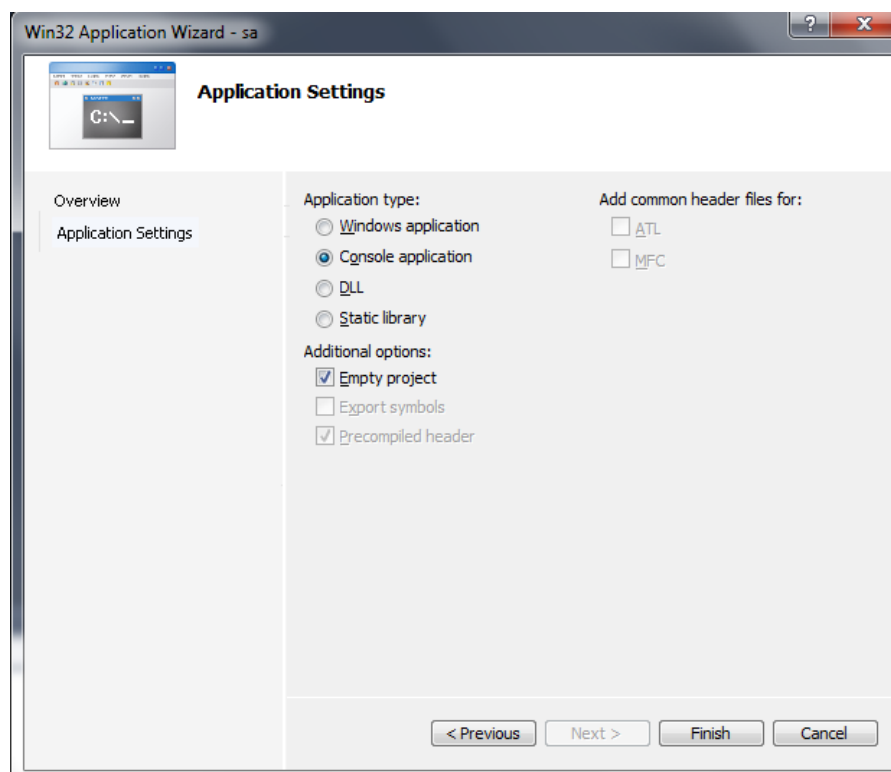 Win32 Application Wizard - sa
?
C:\_
Application Settings
Overview
Application Settings
Application type:
Windows application
Console application
DLL
Static library
Additional options:
Empty project
Export symbols
Precompiled header
Add common header files for:
ATL
MFC
< Previous
Next >
Finish
Cancel